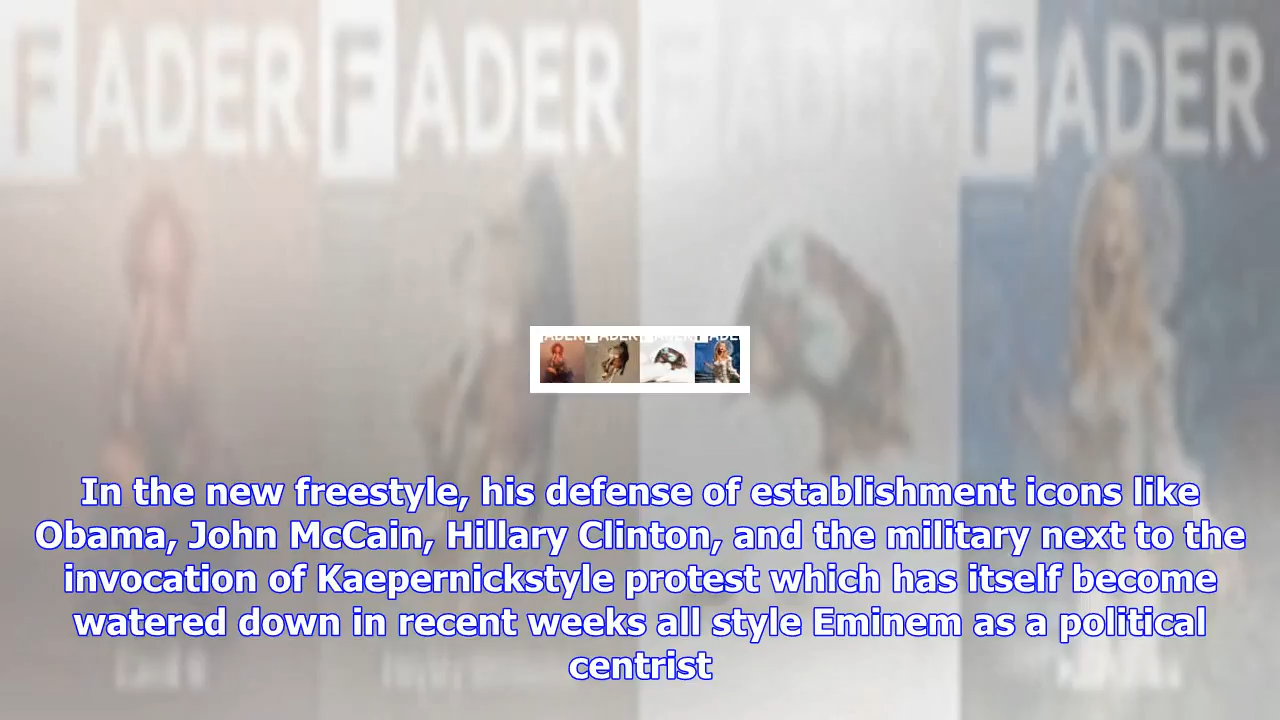 FADER FADER FADER FADER
In the new freestyle, his defense of establishment icons like
Obama, John McCain, Hillary Clinton, and the military next to the
invocation of Kaepernickstyle protest which has itself become
watered down in recent weeks all style Eminem as a political
centrist